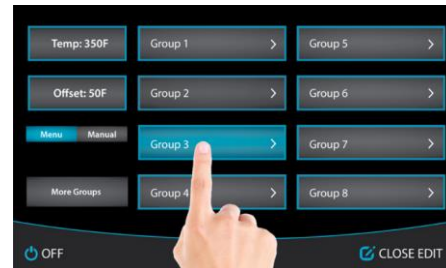 Temp: 350F
Offset: 50F
Menu Manual
More Groups
Group 1 >
Group 2 >
Group 3 >
Group 4
Group 5 >
Group 6 >
Group 7 >
Group 8 >
OFF
CLOSE EDIT